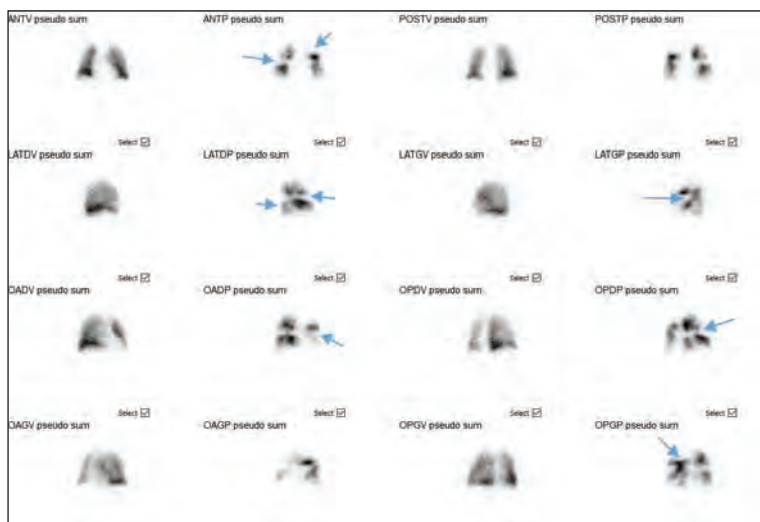 ANTV pseudo sum
ANTP pseudo sum
POSTV pseudo sum
POSTP pseudo sum
Select
Select
Select
Select
LATDV pseudo sum
LATDP pseudo sum
LATGV pseudo sum
LATGP pseudo sum
Select
Select
Select
Select
OADV pseudo sum
OADP pseudo sum
OPDV pseudo sum
OPDP pseudo sum
Select
Select
Select
Select
OAGV pseudo sum
OAGP pseudo sum
OPGV pseudo sum
OPGP pseudo sum